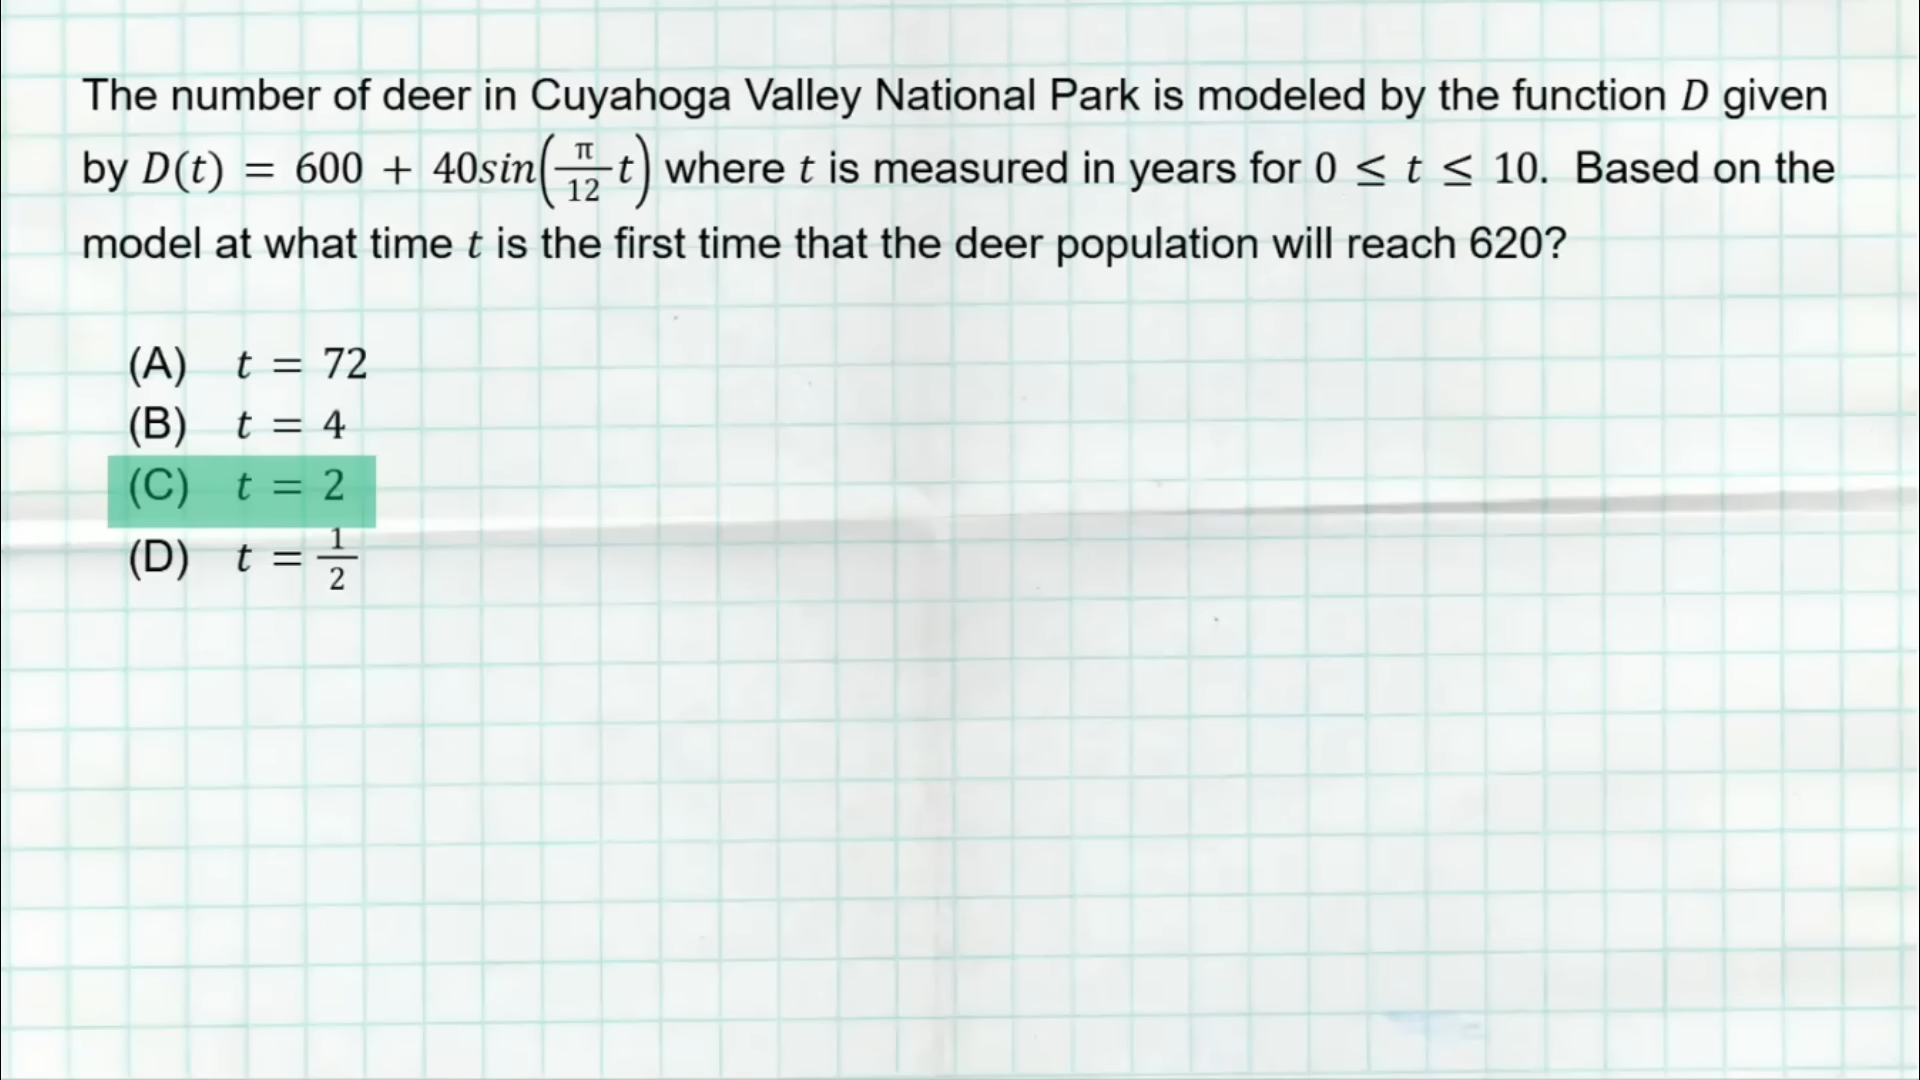 The number of deer in Cuyahoga Valley National Park is modeled by the function D given
by D(t) = 600 + 40sin(π/12 t) where t is measured in years for 0 ≤ t ≤ 10. Based on the
model at what time t is the first time that the deer population will reach 620?
(A) t = 72
(B) t = 4
(C) t = 2
(D) t = 1/2